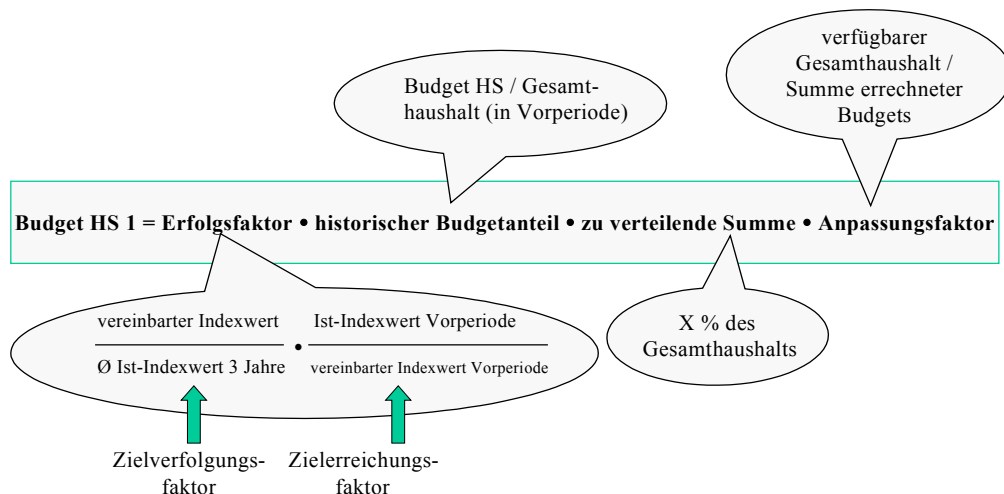 verfügbarer
Gesamthaushalt /
Summe errechneter
Budgets
Budget HS / Gesamt-
haushalt (in Vorperiode)
Budget HS 1 = Erfolgsfaktor • historischer Budgetanteil • zu verteilende Summe • Anpassungsfaktor
vereinbarter Indexwert
Ø Ist-Indexwert 3 Jahre
•
Ist-Indexwert Vorperiode
vereinbarter Indexwert Vorperiode
X % des
Gesamthaushalts
Zielverfolgungs-
faktor
Zielerreichungs-
faktor